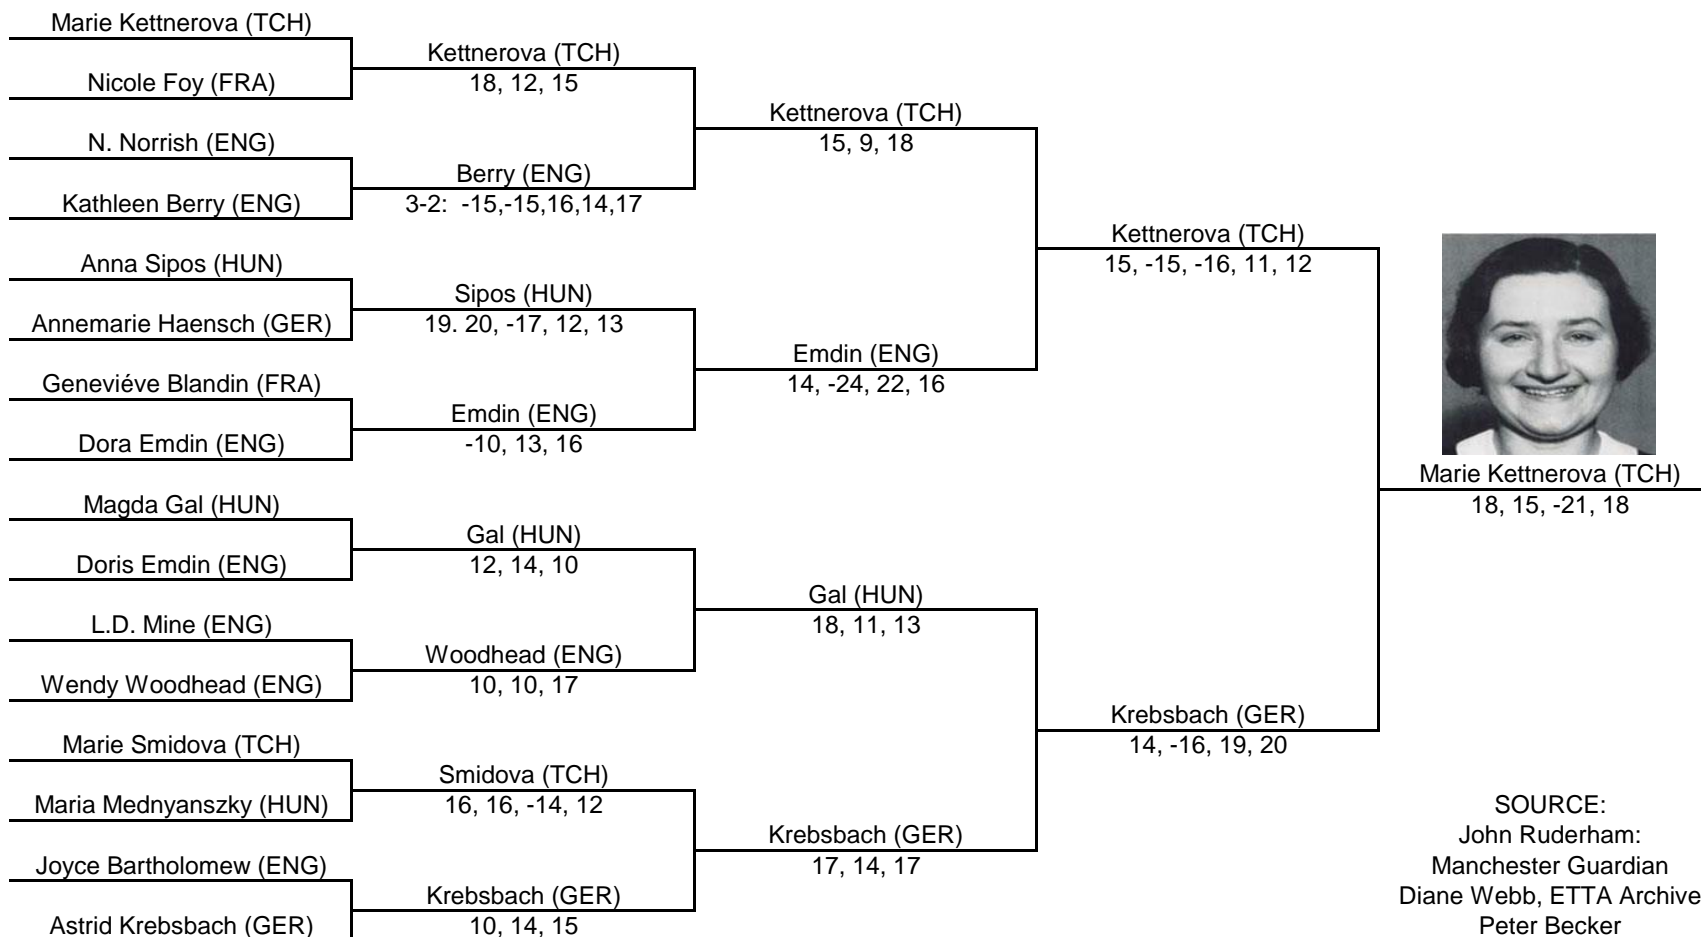 Marie Kettnerova (TCH)
Nicole Foy (FRA)
N. Norrish (ENG)
Kathleen Berry (ENG)
Anna Sipos (HUN)
Annemarie Haensch (GER)
Geneviéve Blandin (FRA)
Dora Emdin (ENG)
Magda Gal (HUN)
Doris Emdin (ENG)
L.D. Mine (ENG)
Wendy Woodhead (ENG)
Marie Smidova (TCH)
Maria Mednyanszky (HUN)
Joyce Bartholomew (ENG)
Astrid Krebsbach (GER)
Kettnerova (TCH)
18, 12, 15
Berry (ENG)
3-2:  -15,-15,16,14,17
Sipos (HUN)
19. 20, -17, 12, 13
Emdin (ENG)
-10, 13, 16
Gal (HUN)
12, 14, 10
Woodhead (ENG)
10, 10, 17
Smidova (TCH)
16, 16, -14, 12
Krebsbach (GER)
10, 14, 15
Kettnerova (TCH)
15, 9, 18
Emdin (ENG)
14, -24, 22, 16
Gal (HUN)
18, 11, 13
Krebsbach (GER)
17, 14, 17
Kettnerova (TCH)
15, -15, -16, 11, 12
Krebsbach (GER)
14, -16, 19, 20
Marie Kettnerova (TCH)
18, 15, -21, 18
SOURCE:
John Ruderham:
Manchester Guardian
Diane Webb, ETTA Archive
Peter Becker